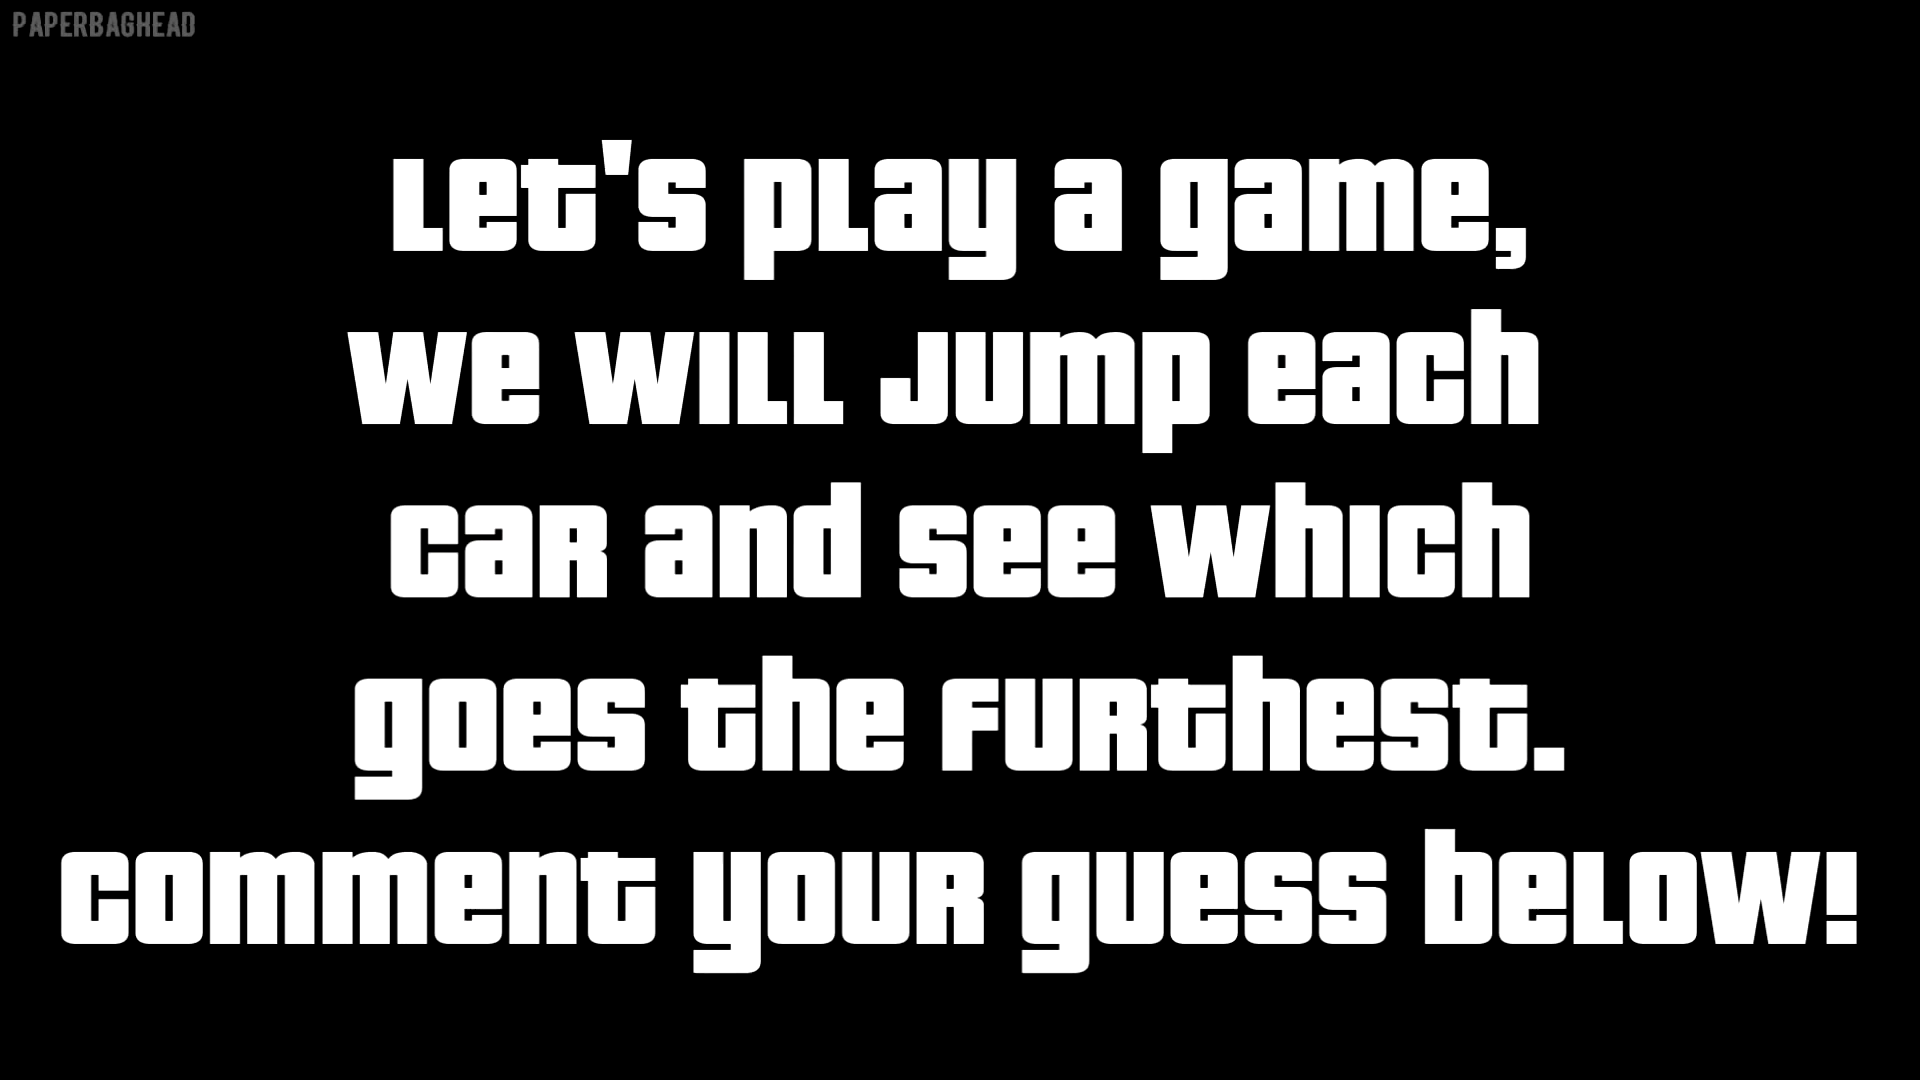 PAPERBAGHEAD
Let's play a game,
we will jump each
car and see which
goes the furthest.
comment your guess below!